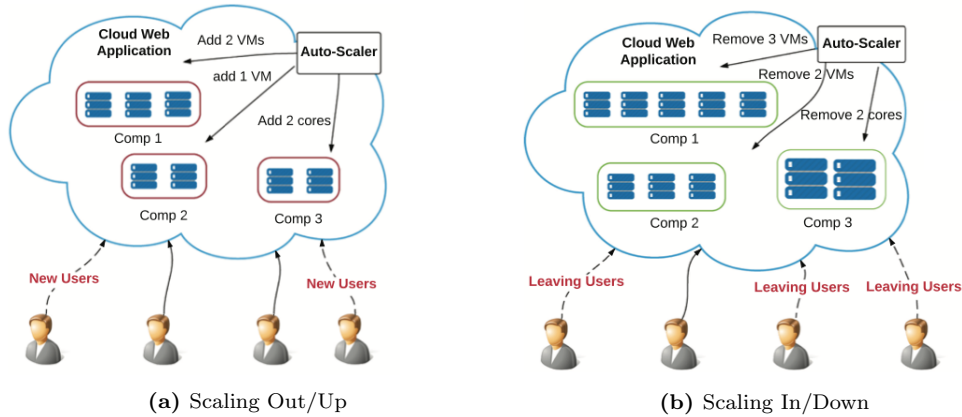 Cloud Web
Application
Add 2 VMs
Auto-Scaler
add 1 VM
Add 2 cores
Comp 1
Comp 2
Comp 3
New Users
New Users
(a) Scaling Out/Up
Cloud Web
Application
Remove 3 VMs
Auto-Scaler
Remove 2 VMs
Remove 2 cores
Comp 1
Comp 2
Comp 3
Leaving Users
Leaving Users
Leaving Users
(b) Scaling In/Down